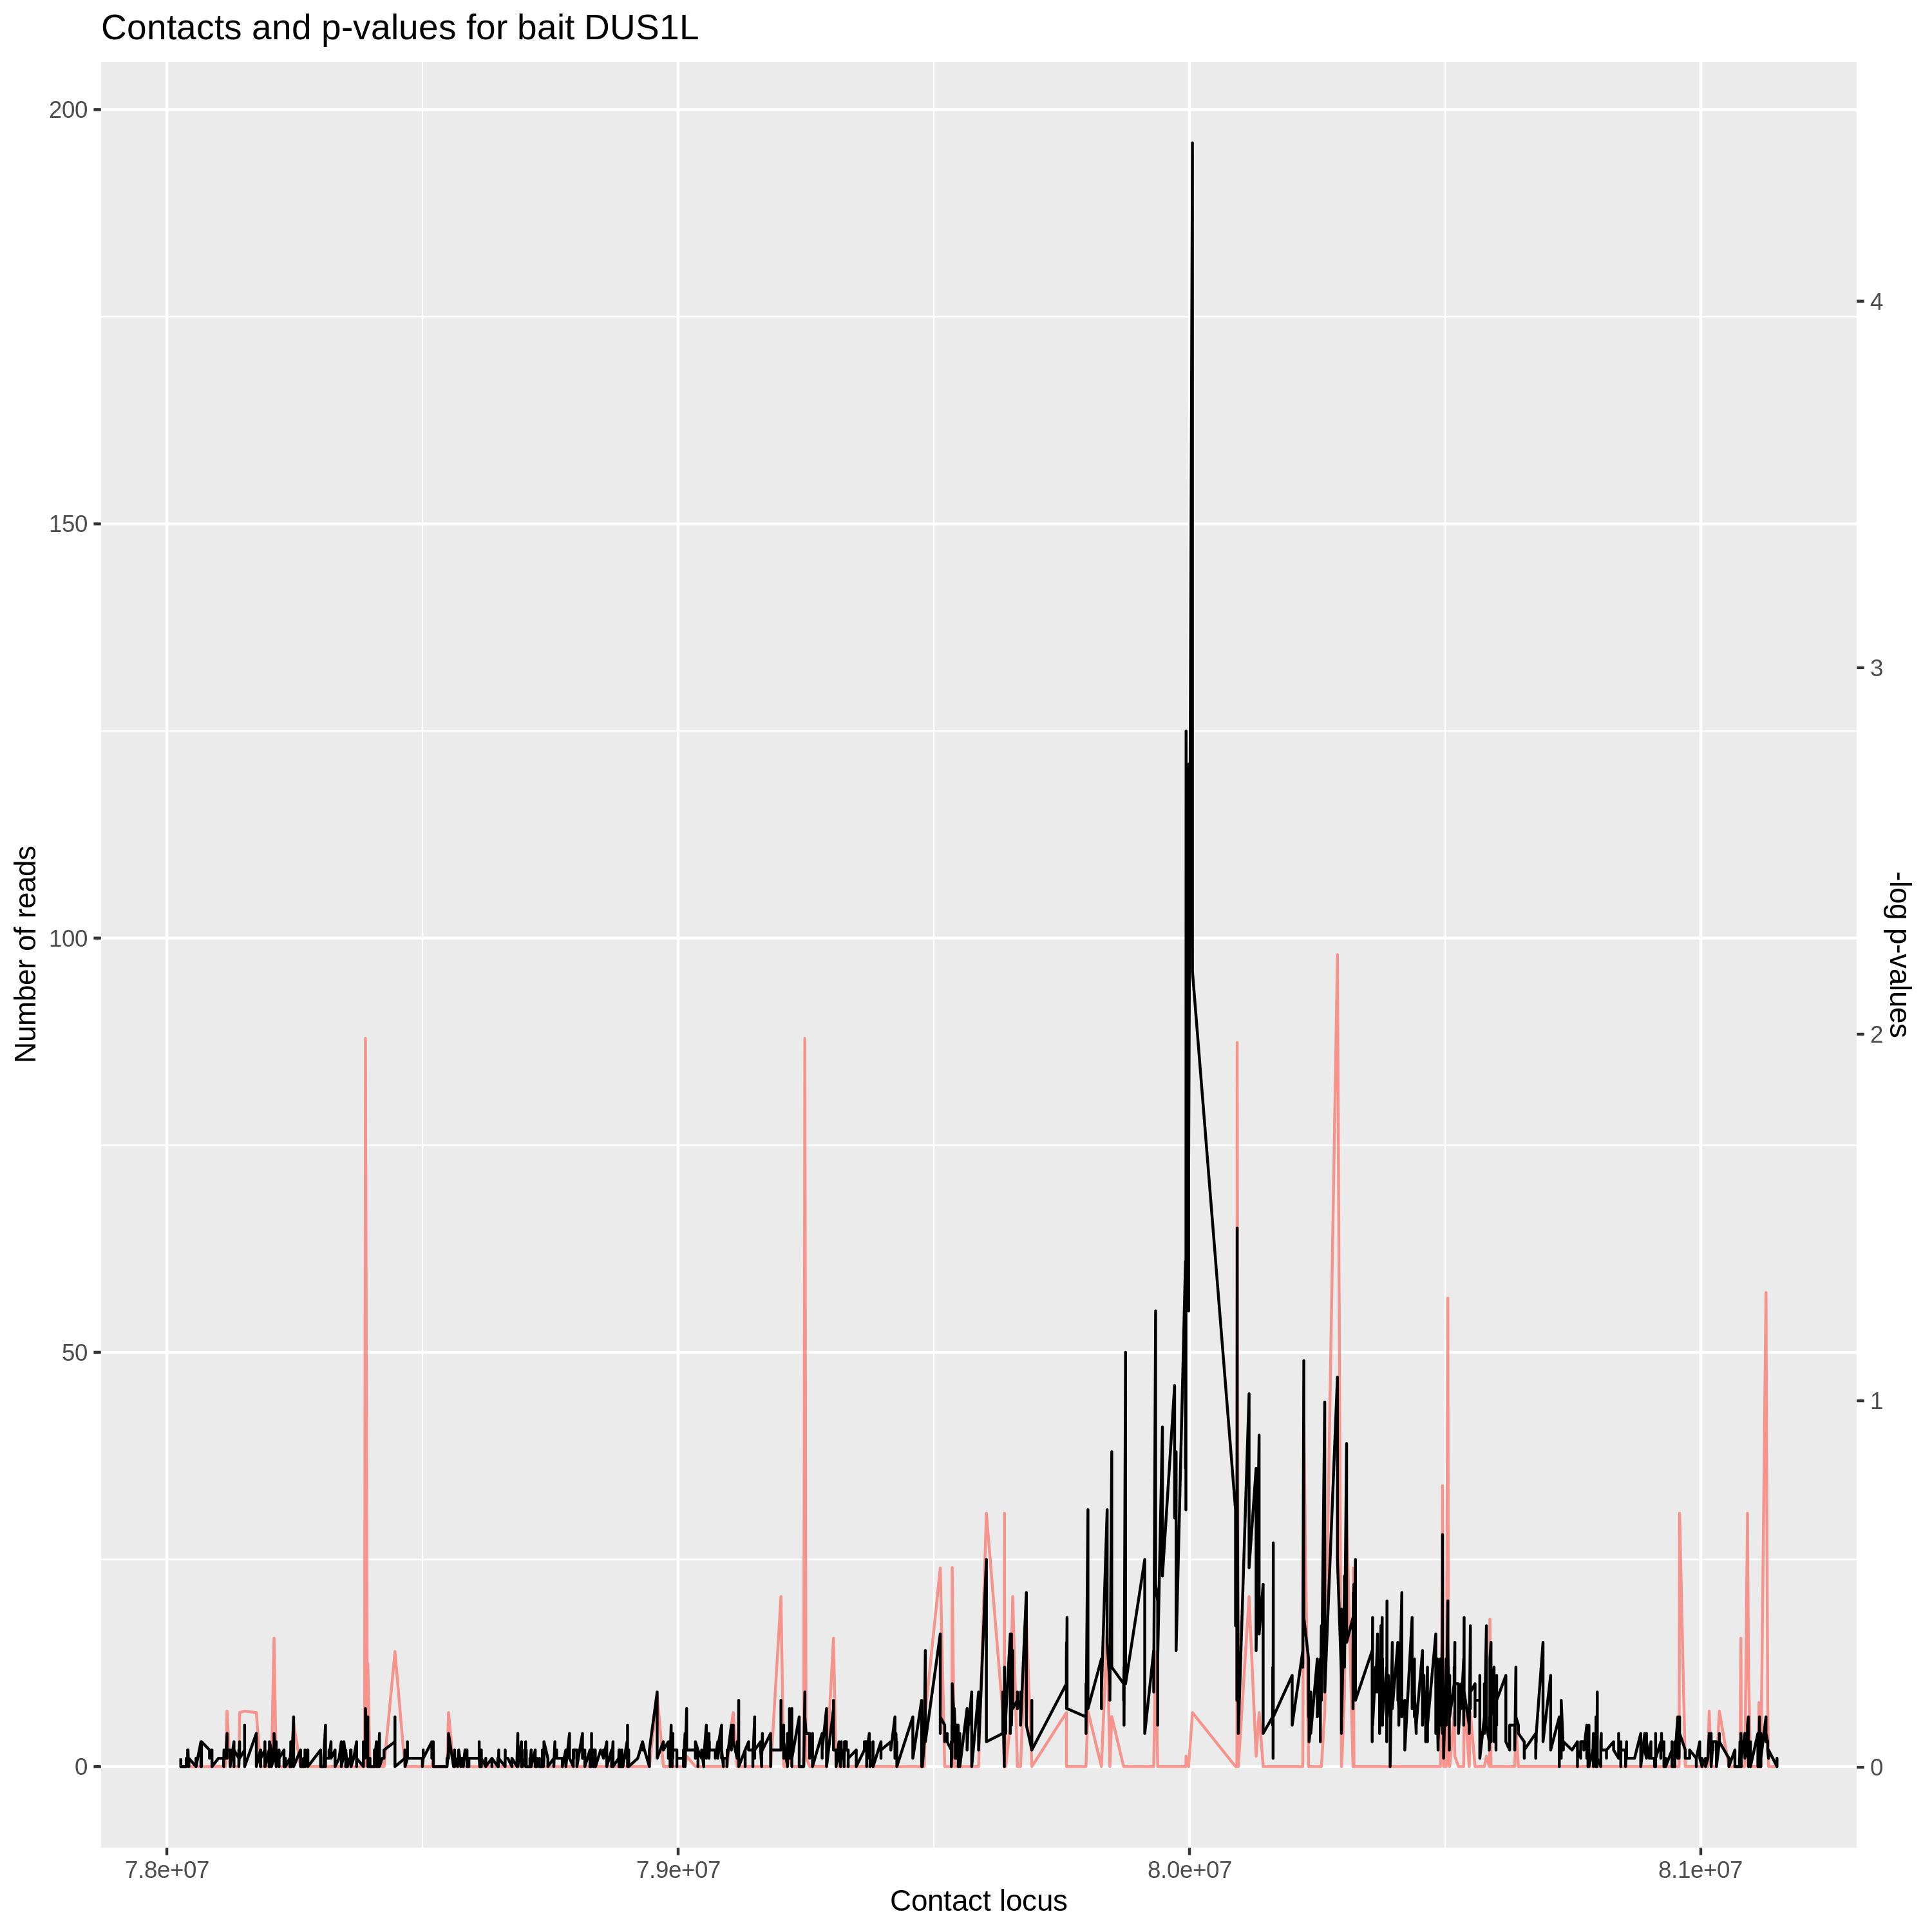 Contacts and p-values for bait DUS1L
200
150
100
50
0
Number of reads
4
3
2
1
0
-log p-values
7.8e+07
7.9e+07
8.0e+07
8.1e+07
Contact locus